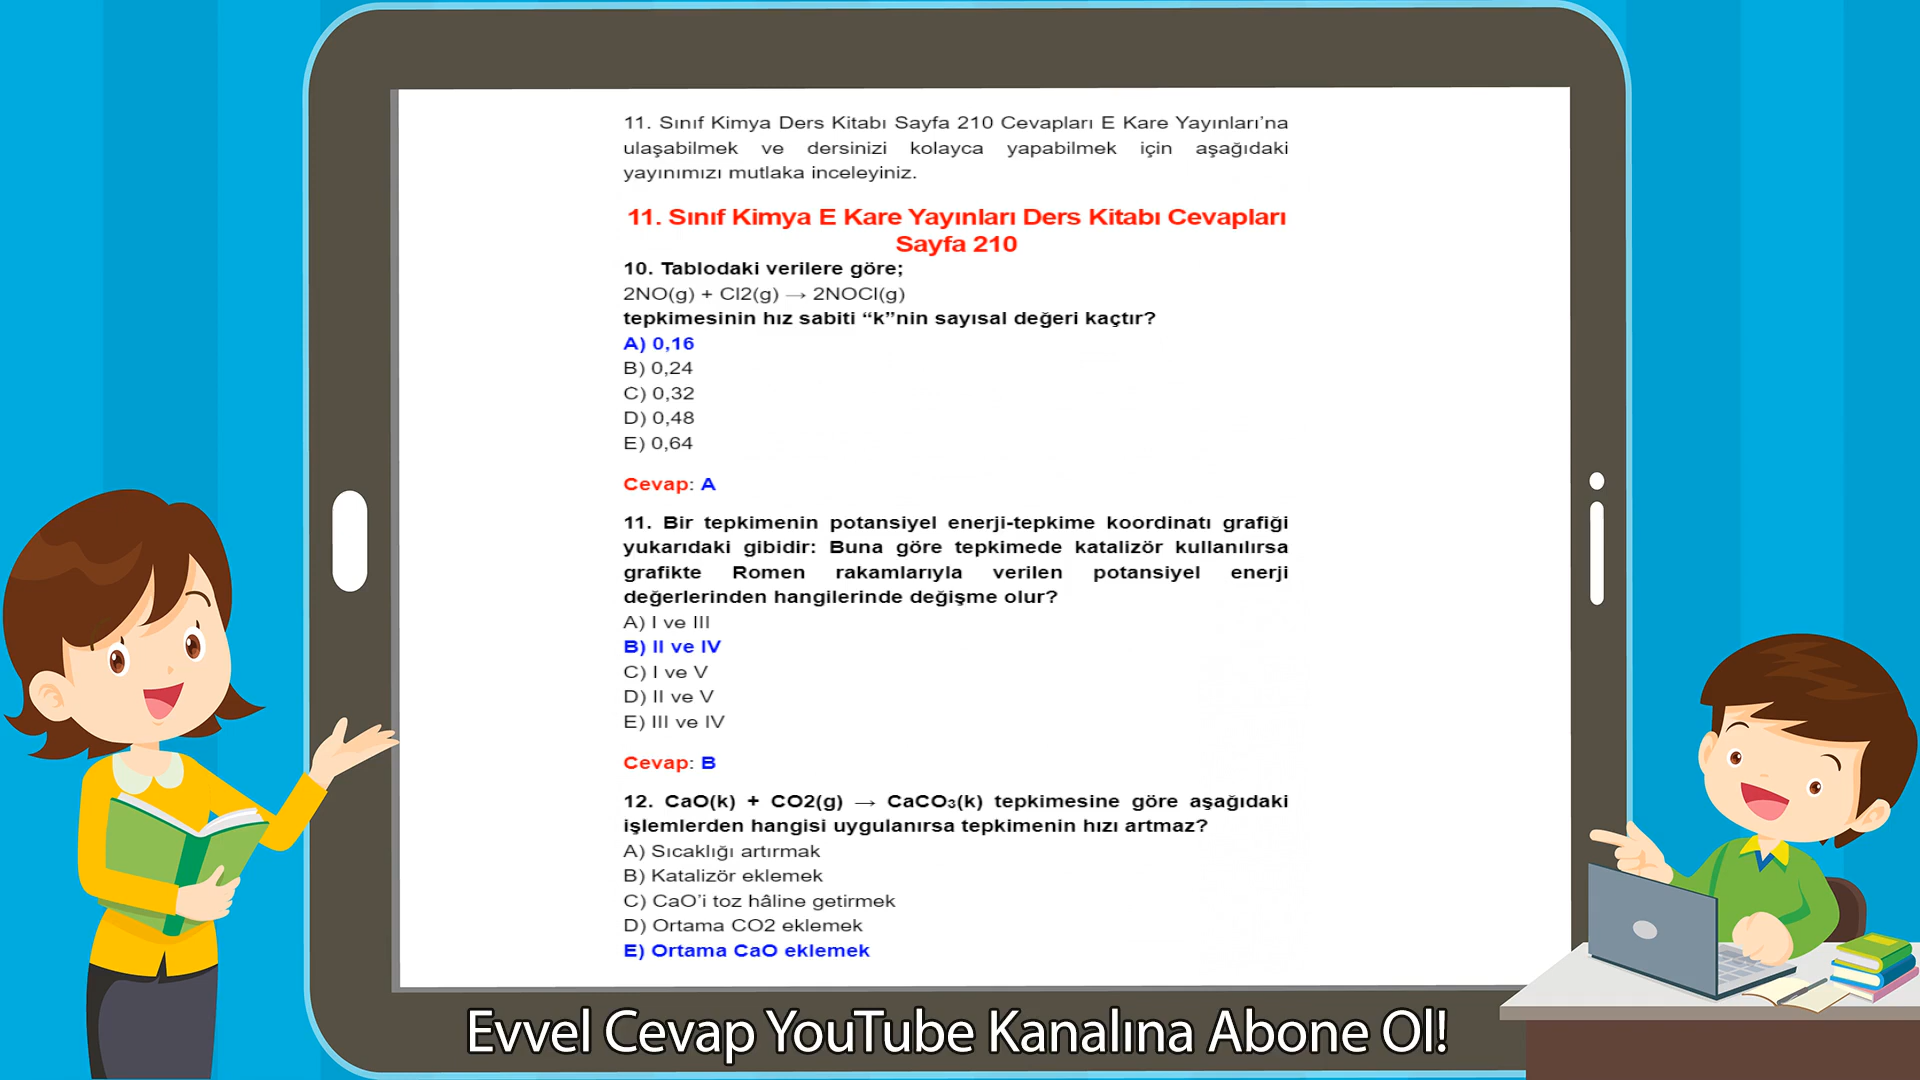 11. Sınıf Kimya Ders Kitabı Sayfa 210 Cevapları E Kare Yayınları’na
ulaşabilmek ve dersinizi kolayca yapabilmek için aşağıdaki
yayınımızı mutlaka inceleyiniz.
11. Sınıf Kimya E Kare Yayınları Ders Kitabı Cevapları
Sayfa 210
10. Tablodaki verilere göre;
2NO(g) + Cl2(g) → 2NOCl(g)
tepkimesinin hız sabiti “k”nin sayısal değeri kaçtır?
A) 0,16
B) 0,24
C) 0,32
D) 0,48
E) 0,64
Cevap: A
11. Bir tepkimenin potansiyel enerji-tepkime koordinatı grafiği
yukarıdaki gibidir: Buna göre tepkimede katalizör kullanılırsa
grafikte Romen rakamlarıyla verilen potansiyel enerji
değerlerinden hangilerinde değişme olur?
A) I ve III
B) II ve IV
C) I ve V
D) II ve V
E) III ve IV
Cevap: B
12. CaO(k) + CO2(g) → CaCO₃(k) tepkimesine göre aşağıdaki
işlemlerden hangisi uygulanırsa tepkimenin hızı artmaz?
A) Sıcaklığı artırmak
B) Katalizör eklemek
C) CaO’i toz hâline getirmek
D) Ortama CO2 eklemek
E) Ortama CaO eklemek
Evvel Cevap YouTube Kanalına Abone Ol!